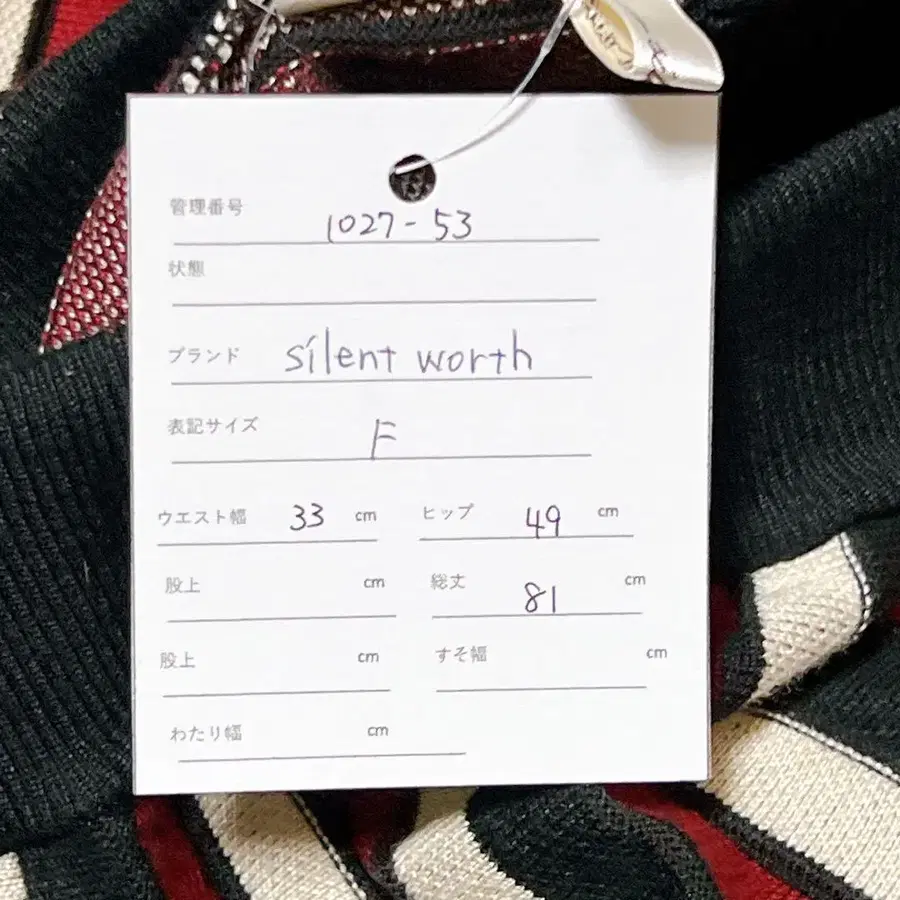 管理番号 1027-53
状態
ブランド silent worth
表記サイズ F
ウエスト幅 33 cm ヒップ 49 cm
股上 cm 総丈 81 cm
股上 cm すそ幅 cm
わたり幅 cm